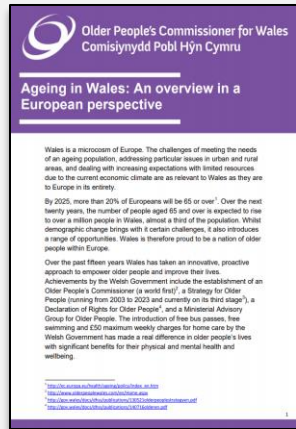 Older People's Commissioner for Wales
Comisiynydd Pobl Hŷn Cymru
Ageing in Wales: An overview in a
European perspective
Wales is a microcosm of Europe. The challenges of meeting the needs
of an ageing population, addressing particular issues in urban and rural
areas, and dealing with increasing expectations with limited resources
due to the current economic climate are as relevant to Wales as they are
to Europe in its entirety.
By 2025, more than 20% of Europeans will be 65 or over¹. Over the next
twenty years, the number of people aged 65 and over is expected to rise
to over a million people in Wales, almost a third of the population. Whilst
demographic change brings with it certain challenges, it also introduces
a range of opportunities. Wales is therefore proud to be a nation of older
people within Europe.
Over the past fifteen years Wales has taken an innovative, proactive
approach to empower older people and improve their lives.
Achievements by the Welsh Government include the establishment of an
Older People's Commissioner (a world first)², a Strategy for Older
People (running from 2003 to 2023 and currently on its third stage³), a
Declaration of Rights for Older People⁴, and a Ministerial Advisory
Group for Older People. The introduction of free bus passes, free
swimming and £50 maximum weekly charges for home care by the
Welsh Government has made a real difference in older people's lives
with significant benefits for their physical and mental health and
wellbeing.
1